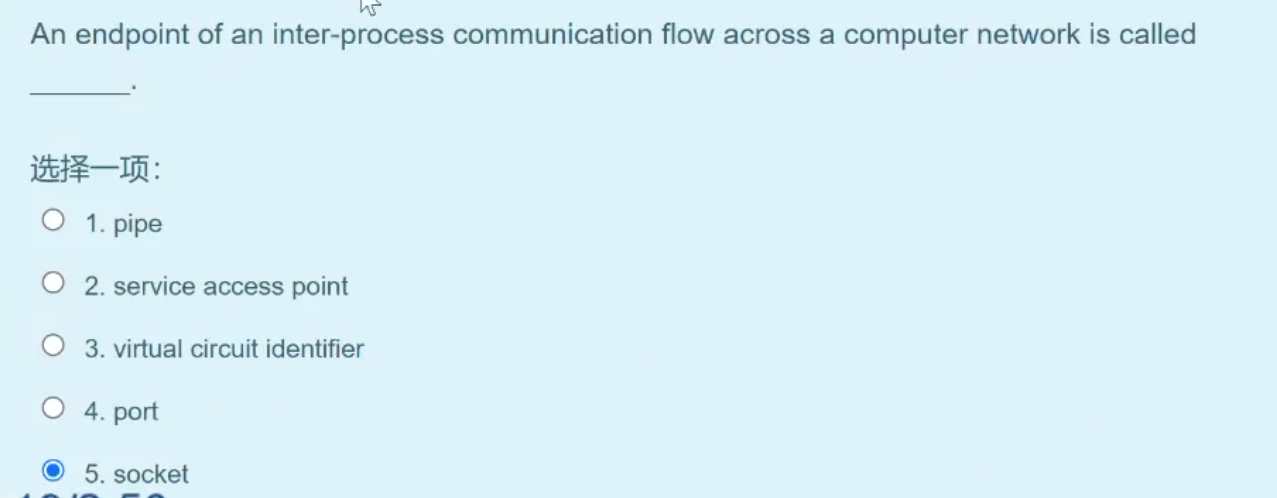 An endpoint of an inter-process communication flow across a computer network is called
_______.
选择一项：
1. pipe
2. service access point
3. virtual circuit identifier
4. port
5. socket